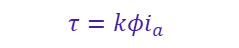 τ = kϕi_a